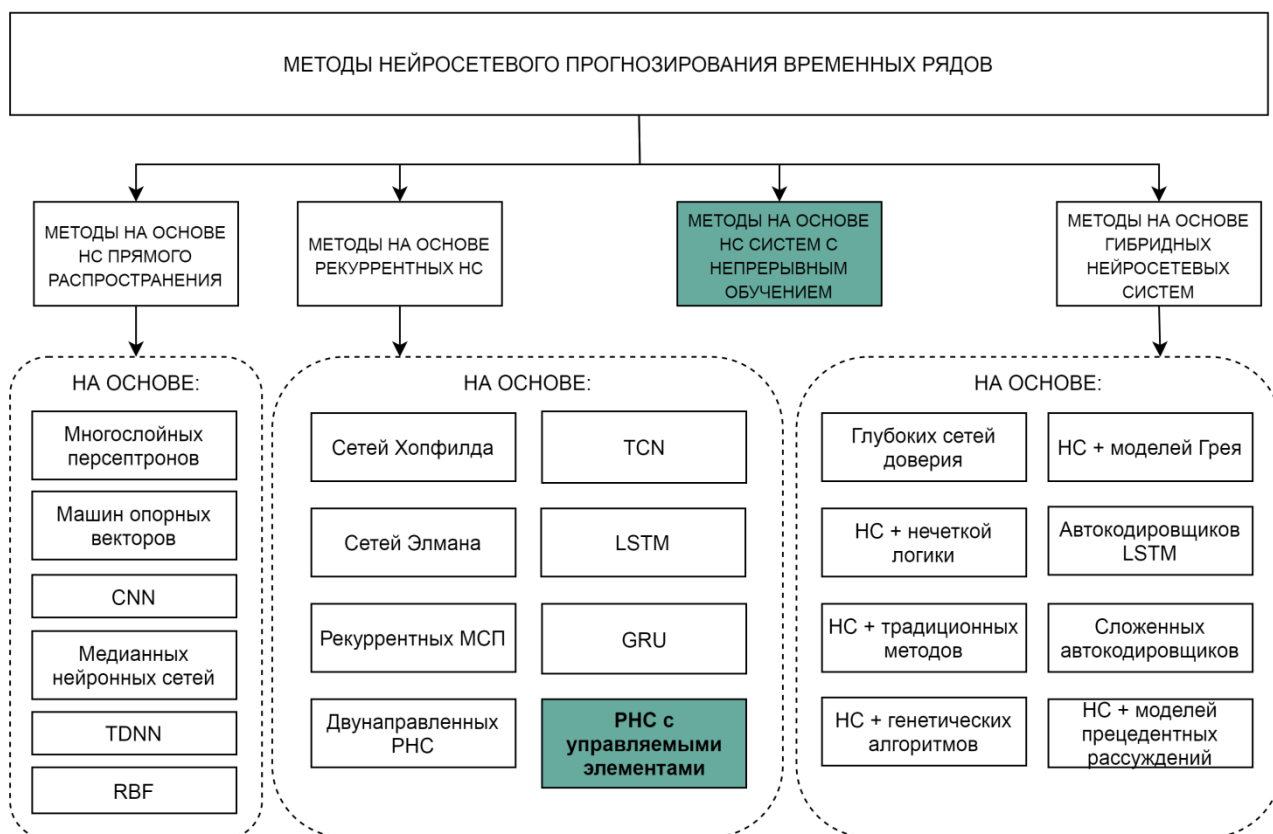 МЕТОДЫ НЕЙРОСЕТЕВОГО ПРОГНОЗИРОВАНИЯ ВРЕМЕННЫХ РЯДОВ
МЕТОДЫ НА ОСНОВЕ
НС ПРЯМОГО
РАСПРОСТРАНЕНИЯ
МЕТОДЫ НА ОСНОВЕ
РЕКУРРЕНТНЫХ НС
МЕТОДЫ НА ОСНОВЕ
НС СИСТЕМ С
НЕПРЕРЫВНЫМ
ОБУЧЕНИЕМ
МЕТОДЫ НА ОСНОВЕ
ГИБРИДНЫХ
НЕЙРОСЕТЕВЫХ
СИСТЕМ
НА ОСНОВЕ:
Многослойных
персептронов
Машин опорных
векторов
CNN
Медианных
нейронных сетей
TDNN
RBF
НА ОСНОВЕ:
Сетей Хопфилда
TCN
Сетей Элмана
LSTM
Рекуррентных МСП
GRU
Двунаправленных
РНС
РНС с
управляемыми
элементами
НА ОСНОВЕ:
Глубоких сетей
доверия
НС + моделей Грея
НС + нечеткой
логики
Автокодировщиков
LSTM
НС + традиционных
методов
Сложенных
автокодировщиков
НС + генетических
алгоритмов
НС + моделей
прецедентных
рассуждений